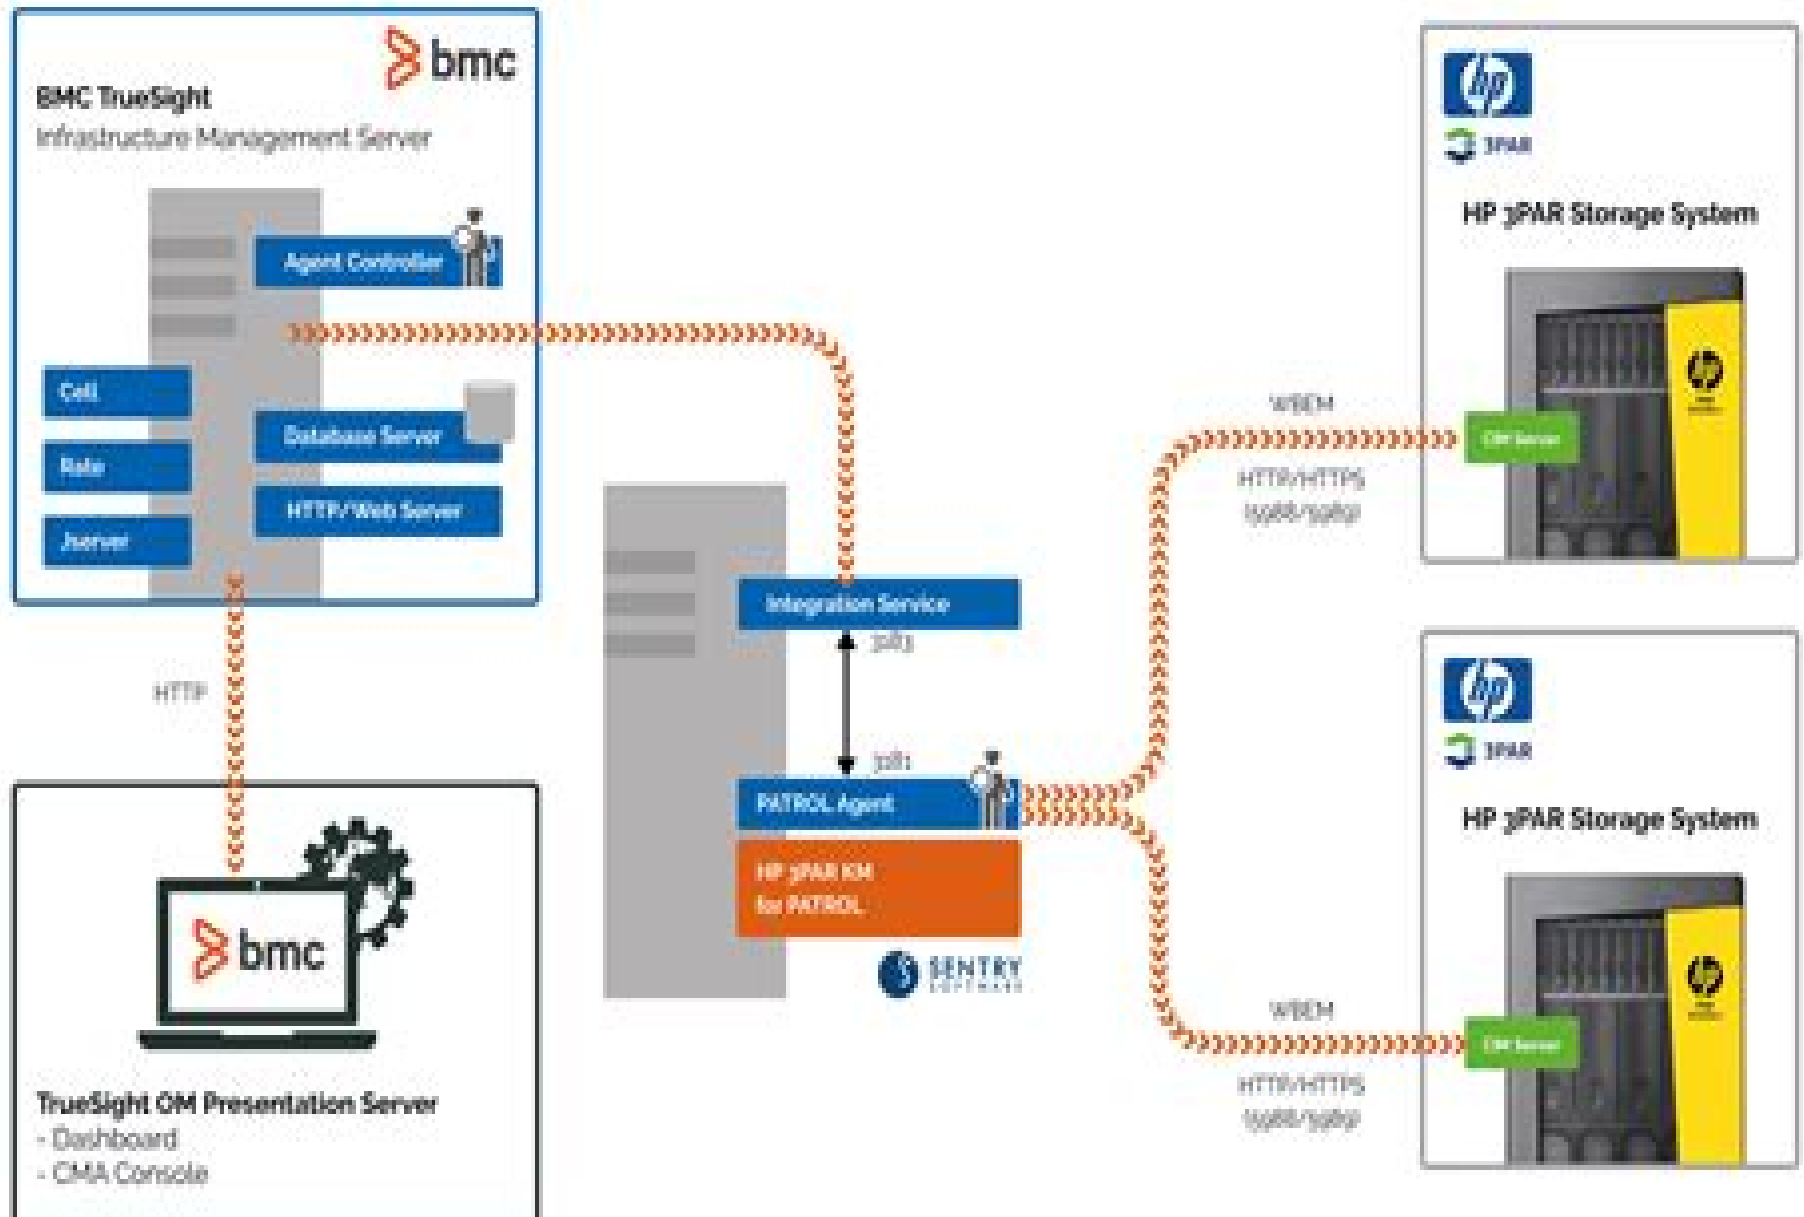 bmc
BMC TrueSight
Infrastructure Management Server
Agent Controller
Cell
Rate
Jserver
Database Server
HTTP/Web Server
HTTP
bmc
TrueSight OM Presentation Server
- Dashboard
- CMA Console
Integration Service
3183
3181
PATROL Agent
HP 3PAR KM
for PATROL
SENTRY
SOFTWARE
WBEM
HTTP/HTTPS
(5988/5989)
WBEM
HTTP/HTTPS
(5988/5989)
hp
3PAR
HP 3PAR Storage System
hp
CIM Server
hp
3PAR
HP 3PAR Storage System
hp
CIM Server